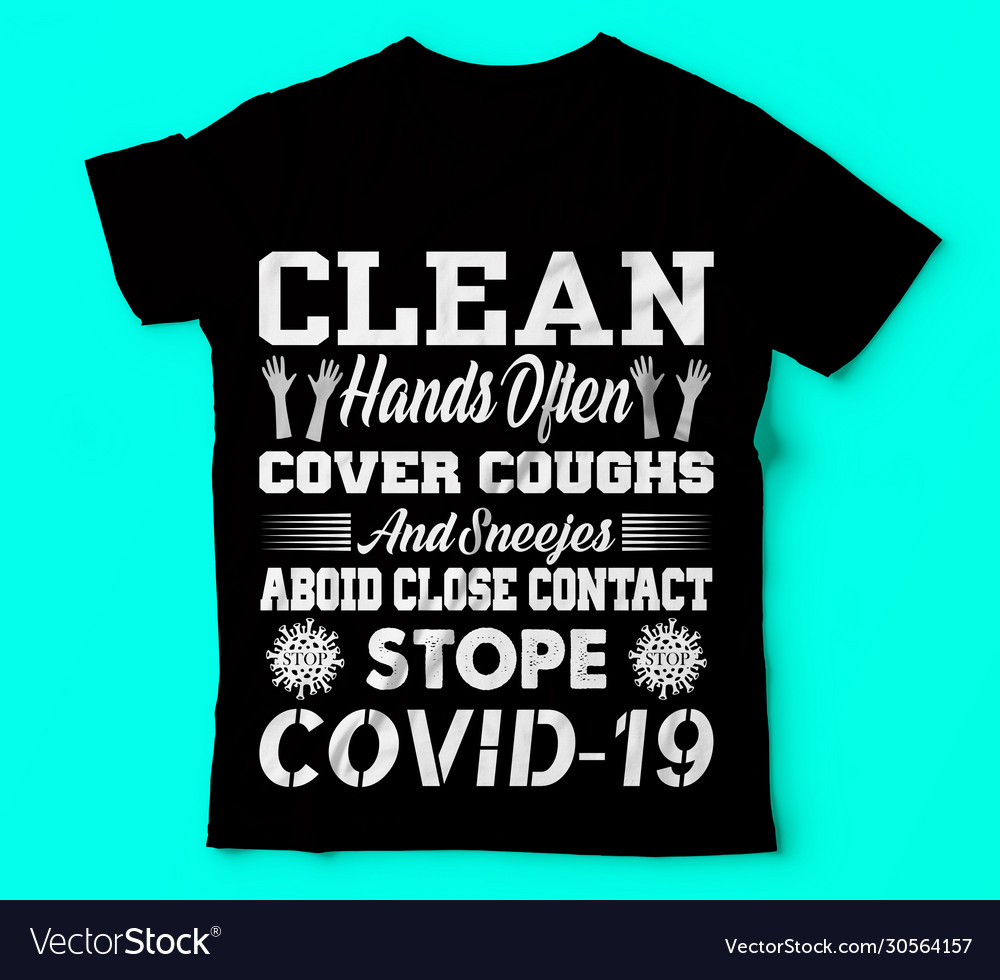 CLEAN
Hands Often
COVER COUGHS
And Sneejes
ABOID CLOSE CONTACT
STOP STOPE STOP
COVID-19
VectorStock® VectorStock.com/30564157